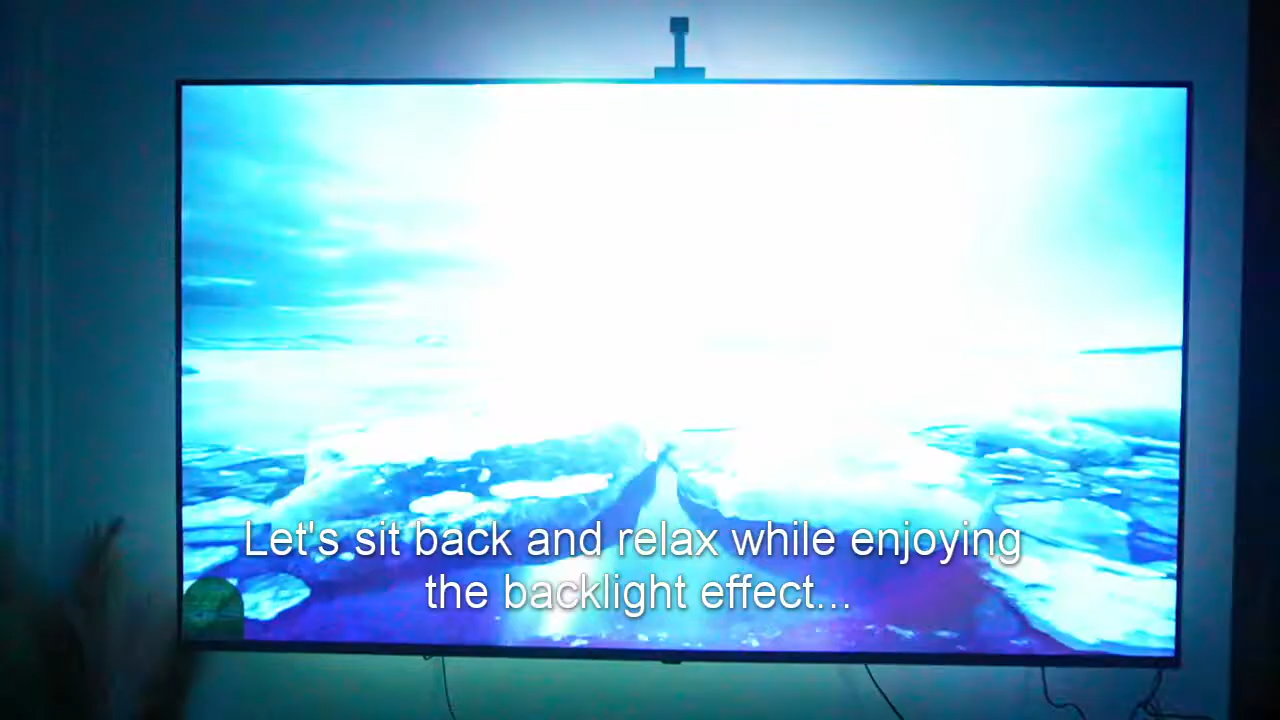 Let's sit back and relax while enjoying
the backlight effect...